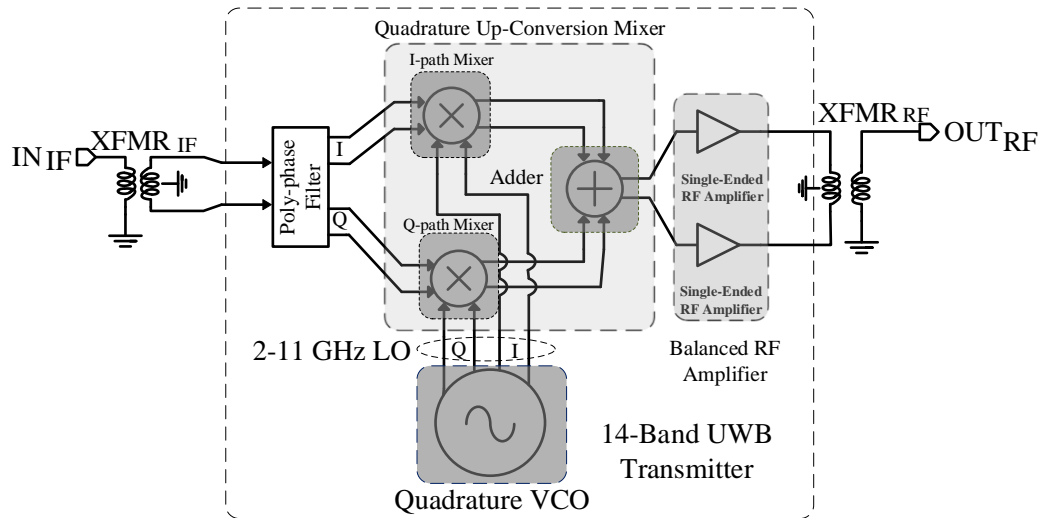 Quadrature Up-Conversion Mixer
I-path Mixer
XFMR IF
IN IF
Poly-phase
Filter
I
Q
Adder
Q-path Mixer
Single-Ended
RF Amplifier
Single-Ended
RF Amplifier
XFMR RF
OUT RF
2-11 GHz LO
Q
I
Balanced RF
Amplifier
14-Band UWB
Transmitter
Quadrature VCO